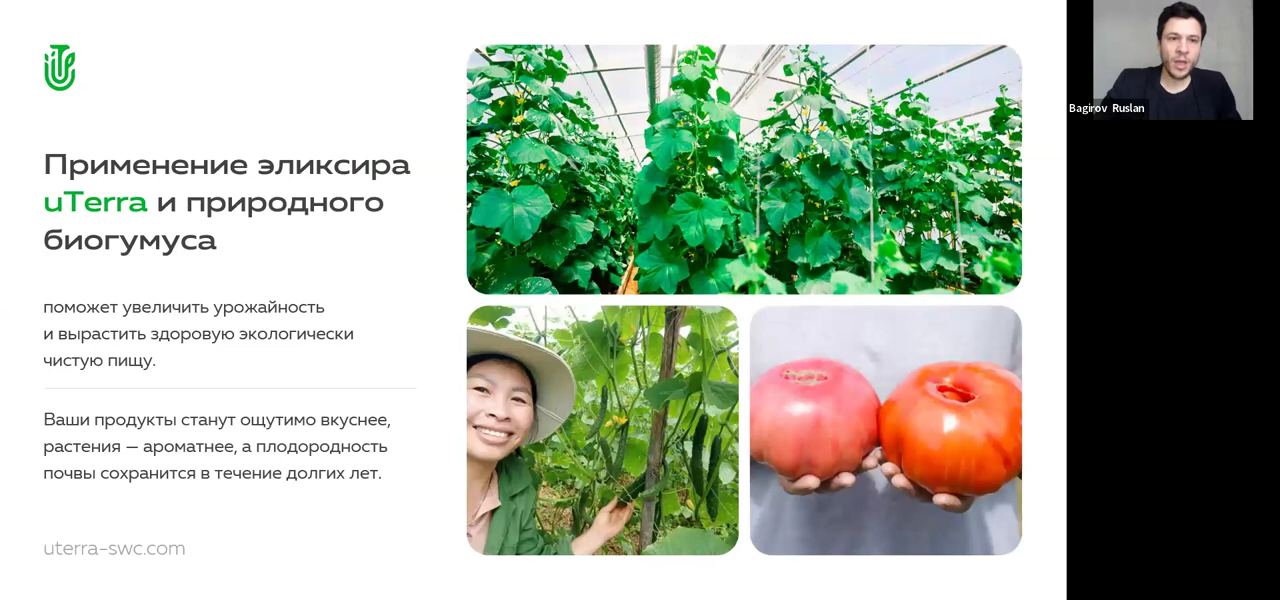 Применение эликсира
uTerra и природного
биогумуса
поможет увеличить урожайность
и вырастить здоровую экологически
чистую пищу.
Ваши продукты станут ощутимо вкуснее,
растения — ароматнее, а плодородность
почвы сохранится в течение долгих лет.
uterra-swc.com
Bagirov Ruslan